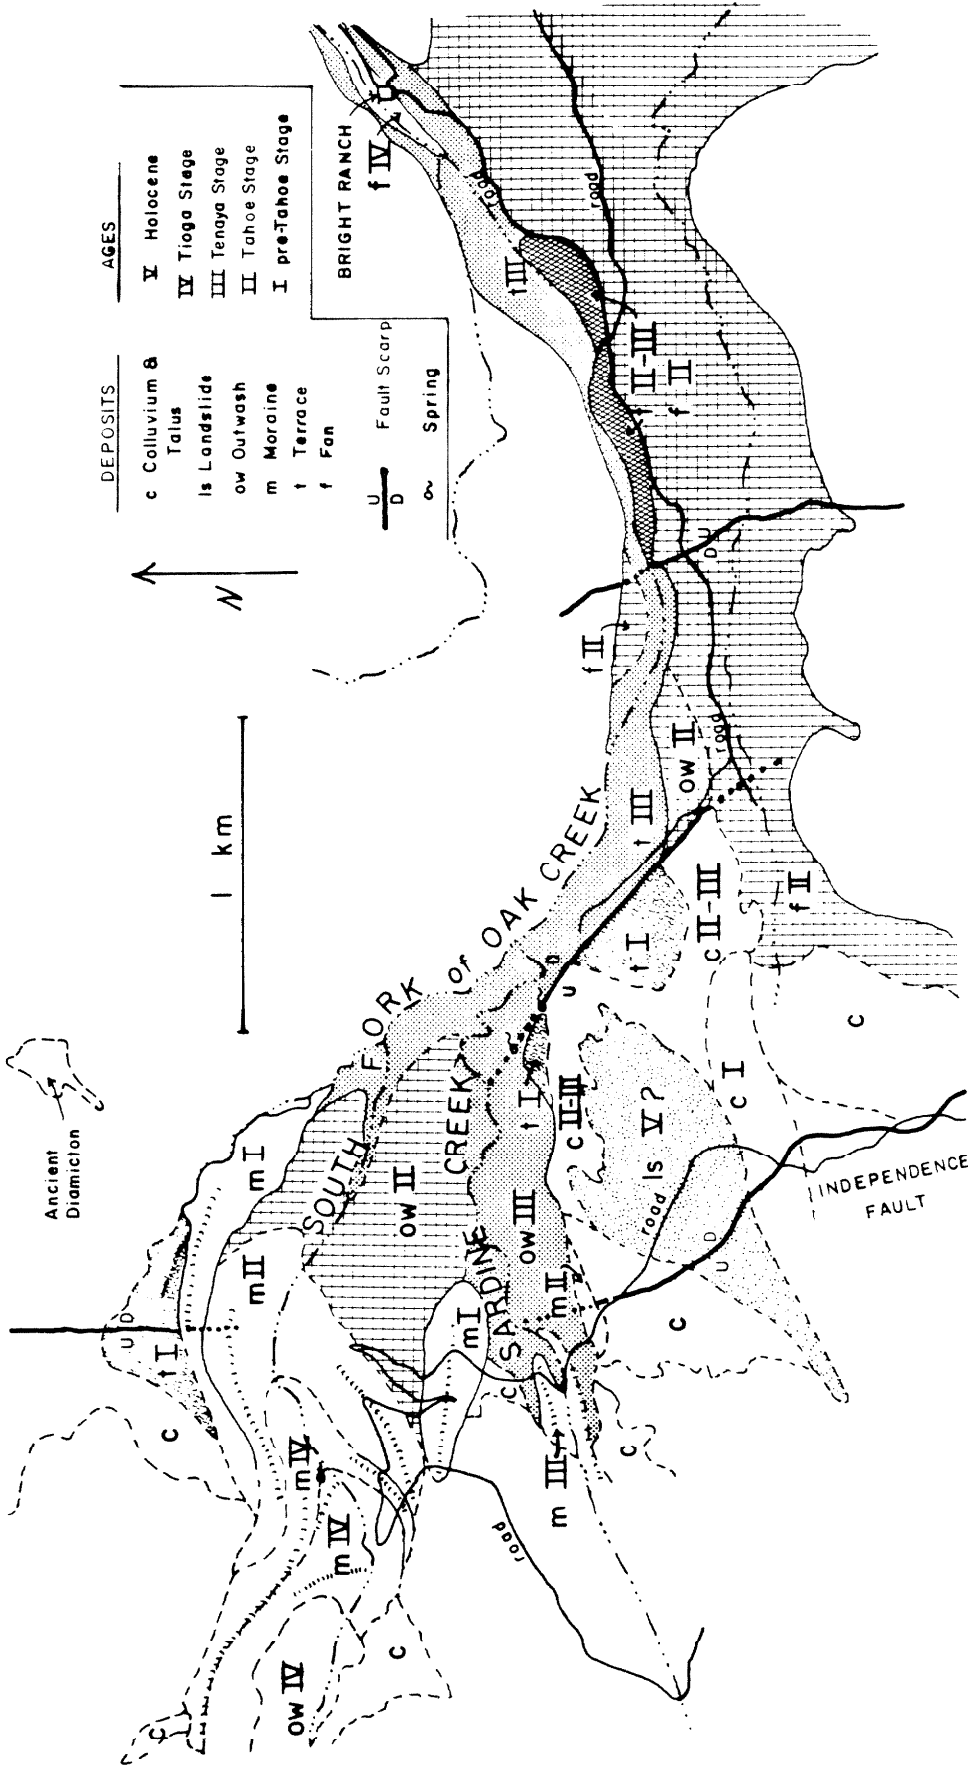 AGES
V Holocene
IV Tioga Stage
III Tenaya Stage
II Tahoe Stage
I pre-Tahoe Stage
DEPOSITS
c Colluvium &
Talus
ls Landslide
ow Outwash
m Moraine
t Terrace
f Fan
U
D
Fault Scarp
Spring
N
1 km
BRIGHT RANCH
f IV
road
road
t III
f II-III
f II
D U
f II
road
ow II
t III
c II-III
f II
t I
U D
SOUTH FORK of OAK CREEK
SARDINE CREEK
Ancient
Diamicton
m I
m II
ow II
t I
ow III
c II-III
ls V?
c I
c
road
INDEPENDENCE
FAULT
U D
m II
m I
c
U D
t I
c
m IV
m IV
c
m III
c
road
ow IV
c
c